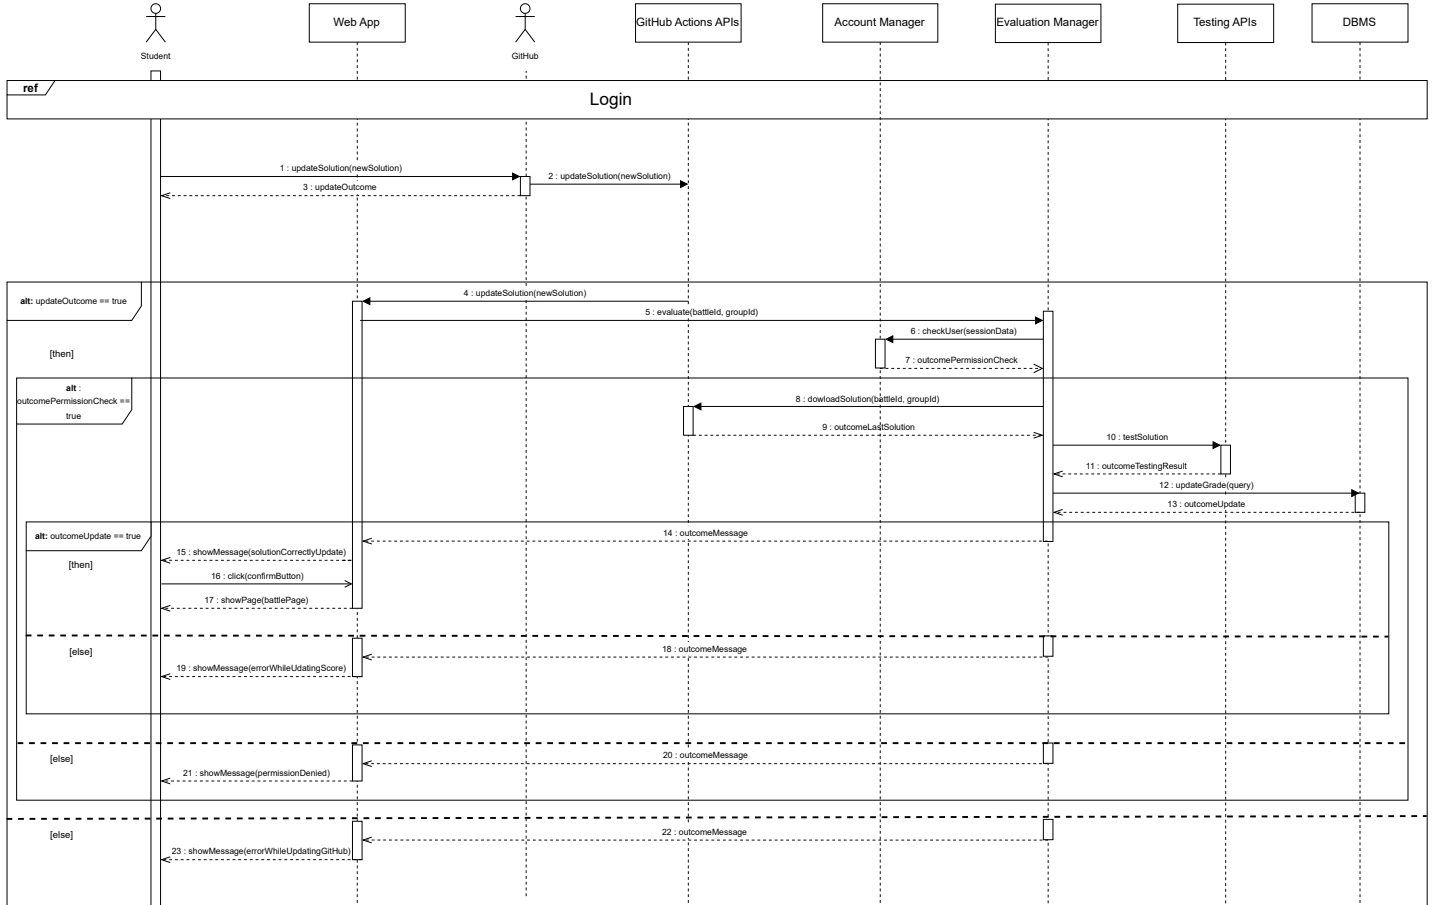 Student
Web App
GitHub
GitHub Actions APIs
Account Manager
Evaluation Manager
Testing APIs
DBMS
ref
Login
1 : updateSolution(newSolution)
2 : updateSolution(newSolution)
3 : updateOutcome
alt: updateOutcome == true
4 : updateSolution(newSolution)
5 : evaluate(battleId, groupId)
6 : checkUser(sessionData)
[then]
7 : outcomePermissionCheck
alt :
outcomePermissionCheck ==
true
8 : dowloadSolution(battleId, groupId)
9 : outcomeLastSolution
10 : testSolution
11 : outcomeTestingResult
12 : updateGrade(query)
13 : outcomeUpdate
alt: outcomeUpdate == true
14 : outcomeMessage
15 : showMessage(solutionCorrectlyUpdate)
[then]
16 : click(confirmButton)
17 : showPage(battlePage)
[else]
18 : outcomeMessage
19 : showMessage(errorWhileUdatingScore)
[else]
20 : outcomeMessage
21 : showMessage(permissionDenied)
[else]
22 : outcomeMessage
23 : showMessage(errorWhileUpdatingGitHub)